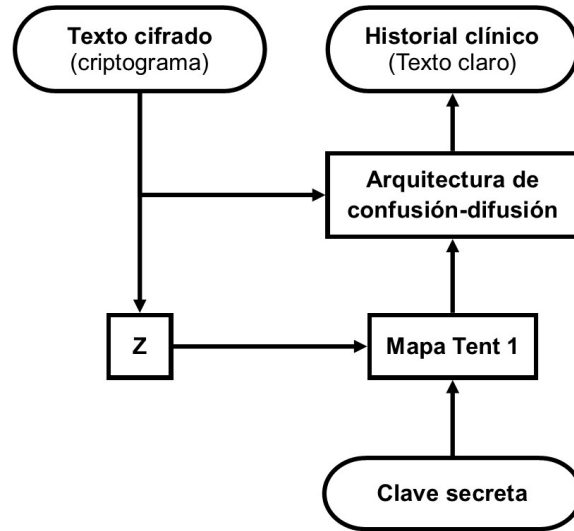 Texto cifrado
(criptograma)
Historial clínico
(Texto claro)
Arquitectura de
confusión-difusión
Z
Mapa Tent 1
Clave secreta